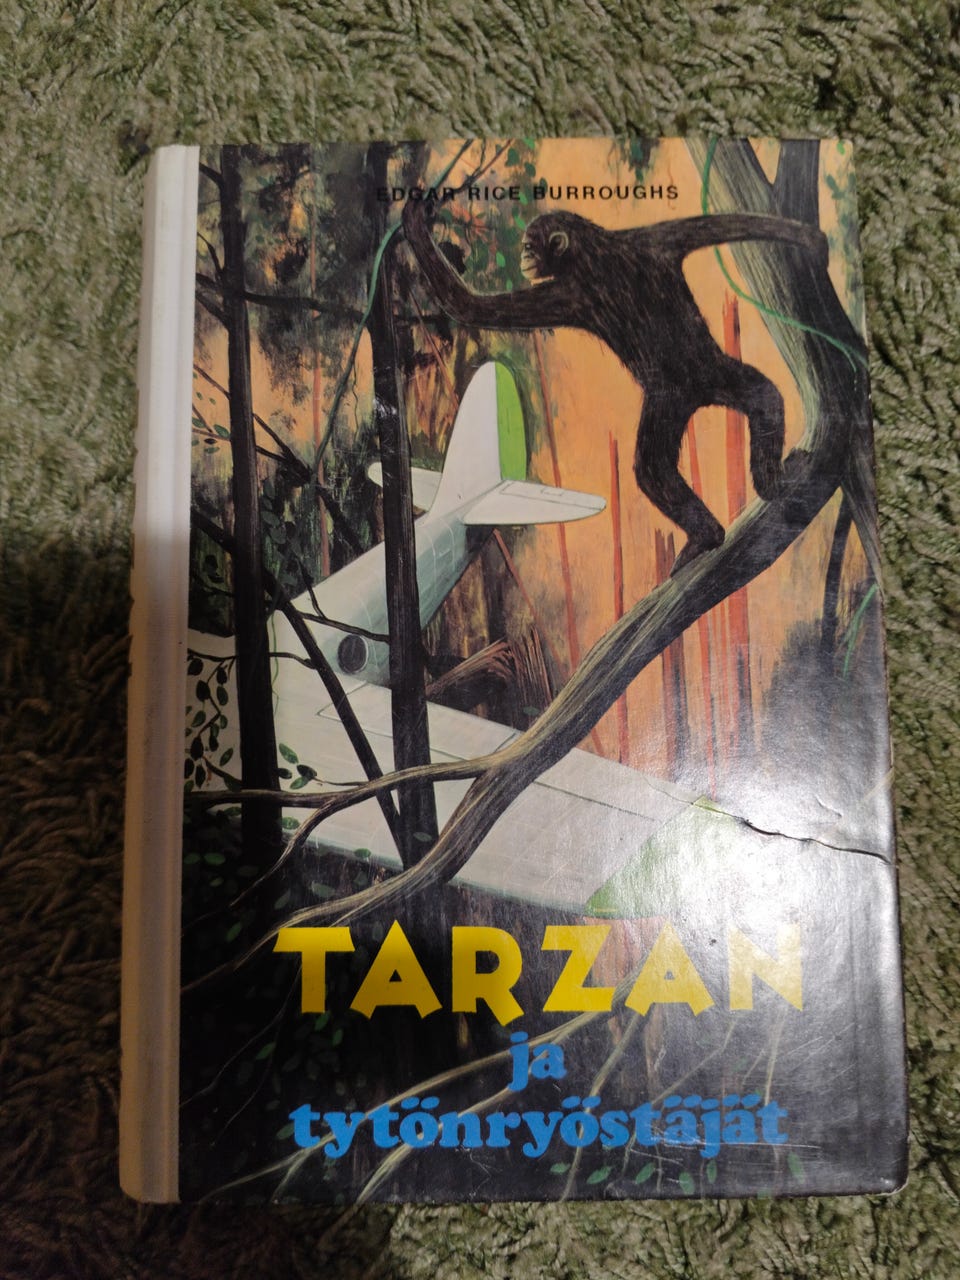 EDGAR RICE BURROUGHS
TARZAN
ja
tytönryöstäjät